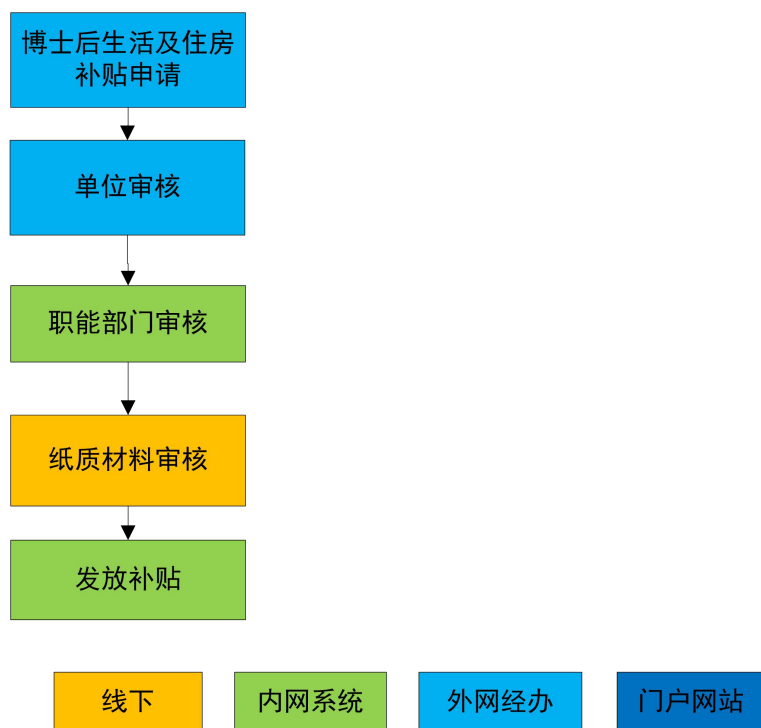 博士后生活及住房
补贴申请
单位审核
职能部门审核
纸质材料审核
发放补贴
线下
内网系统
外网经办
门户网站